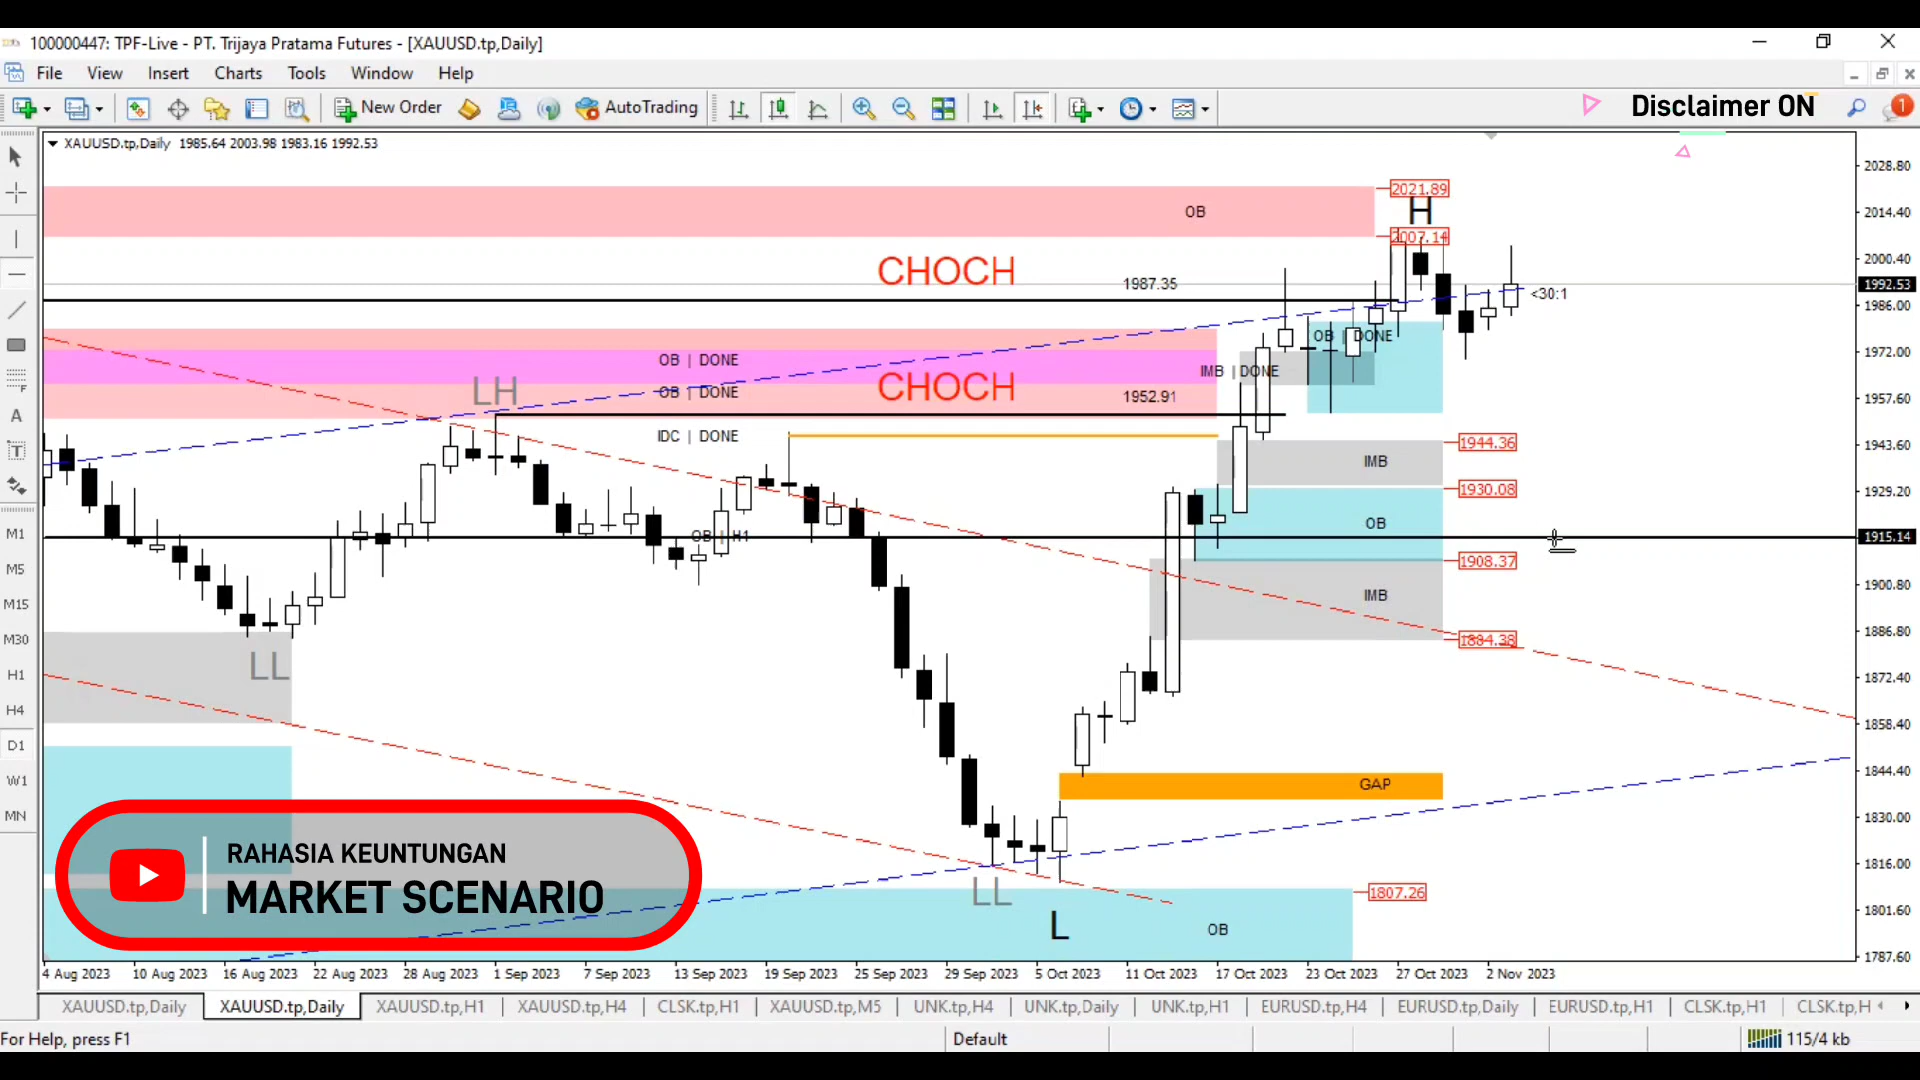 100000447: TPF-Live - PT. Trijaya Pratama Futures - [XAUUSD.tp,Daily]
File View Insert Charts Tools Window Help
New Order AutoTrading
Disclaimer ON
1
XAUUSD.tp,Daily 1985.64 2003.98 1983.16 1992.53
2028.80
2021.89
OB
H
2014.40
2007.14
CHOCH
2000.40
1987.35
1992.53
<30:1
1986.00
OB | DONE
1972.00
OB | DONE
IMB | DONE
LH
OB | DONE
CHOCH
1952.91
1957.60
IDC | DONE
1944.36
1943.60
IMB
1930.08
1929.20
OB
OB | H1
1915.14
1908.37
1900.80
IMB
1884.38
1886.80
LL
1872.40
1858.40
GAP
1844.40
1830.00
1816.00
LL
L
1807.26
OB
1801.60
1787.60
M1
M5
M15
M30
H1
H4
D1
W1
MN
RAHASIA KEUNTUNGAN
MARKET SCENARIO
4 Aug 2023 10 Aug 2023 16 Aug 2023 22 Aug 2023 28 Aug 2023 1 Sep 2023 7 Sep 2023 13 Sep 2023 19 Sep 2023 25 Sep 2023 29 Sep 2023 5 Oct 2023 11 Oct 2023 17 Oct 2023 23 Oct 2023 27 Oct 2023 2 Nov 2023
XAUUSD.tp,Daily XAUUSD.tp,Daily XAUUSD.tp,H1 XAUUSD.tp,H4 CLSK.tp,H1 XAUUSD.tp,M5 UNK.tp,H4 UNK.tp,Daily UNK.tp,H1 EURUSD.tp,H4 EURUSD.tp,Daily EURUSD.tp,H1 CLSK.tp,H1 CLSK.tp,H
For Help, press F1 Default 115/4 kb